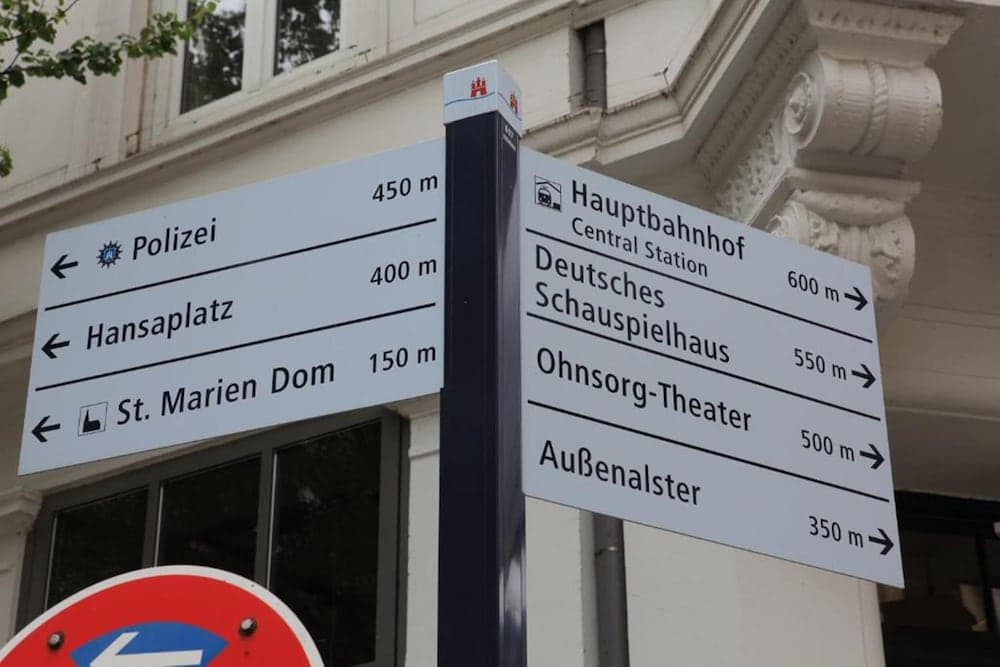 450 m
Polizei
400 m
Hansaplatz
150 m
St. Marien Dom
Hauptbahnhof
Central Station
600 m
Deutsches
Schauspielhaus
550 m
Ohnsorg-Theater
500 m
Außenalster
350 m